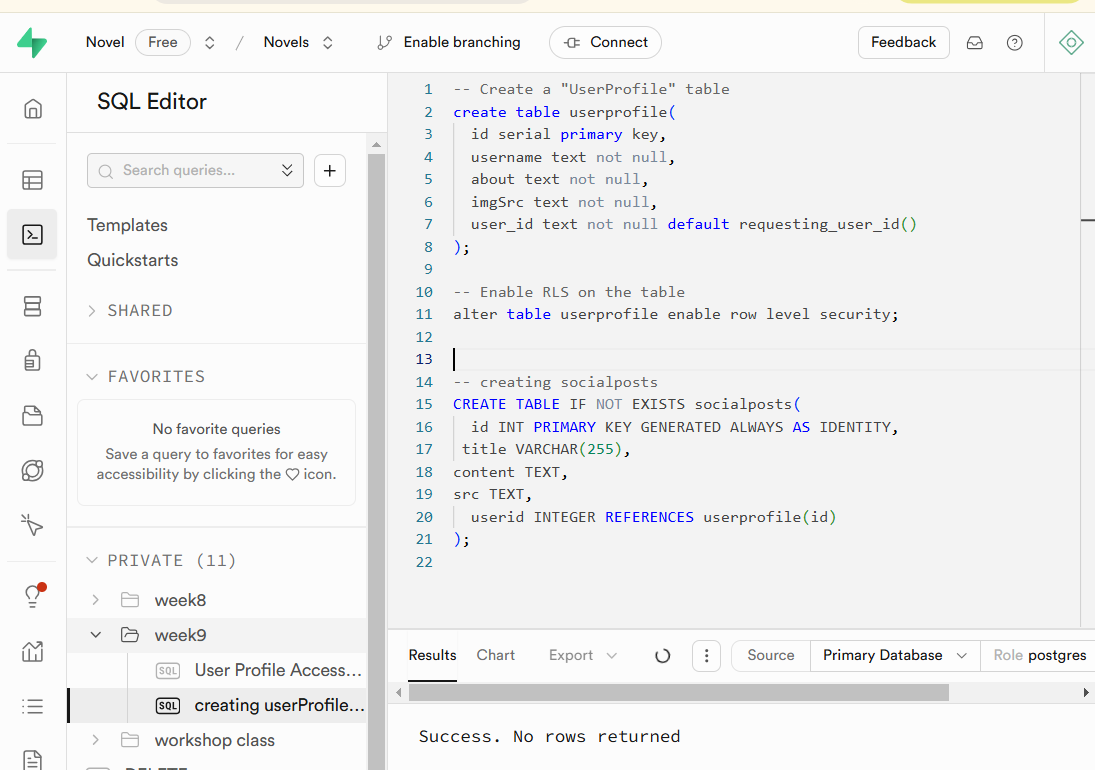 Novel Free / Novels Enable branching Connect Feedback
SQL Editor
Search queries...
Templates
Quickstarts
SHARED
FAVORITES
No favorite queries
Save a query to favorites for easy
accessibility by clicking the ♡ icon.
PRIVATE (11)
week8
week9
SQL User Profile Access...
SQL creating userProfile...
workshop class
1 -- Create a "UserProfile" table
2 create table userprofile(
3 id serial primary key,
4 username text not null,
5 about text not null,
6 imgSrc text not null,
7 user_id text not null default requesting_user_id()
8 );
9
10 -- Enable RLS on the table
11 alter table userprofile enable row level security;
12
13
14 -- creating socialposts
15 CREATE TABLE IF NOT EXISTS socialposts(
16 id INT PRIMARY KEY GENERATED ALWAYS AS IDENTITY,
17 title VARCHAR(255),
18 content TEXT,
19 src TEXT,
20 userid INTEGER REFERENCES userprofile(id)
21 );
22
Results Chart Export Source Primary Database Role postgres
Success. No rows returned